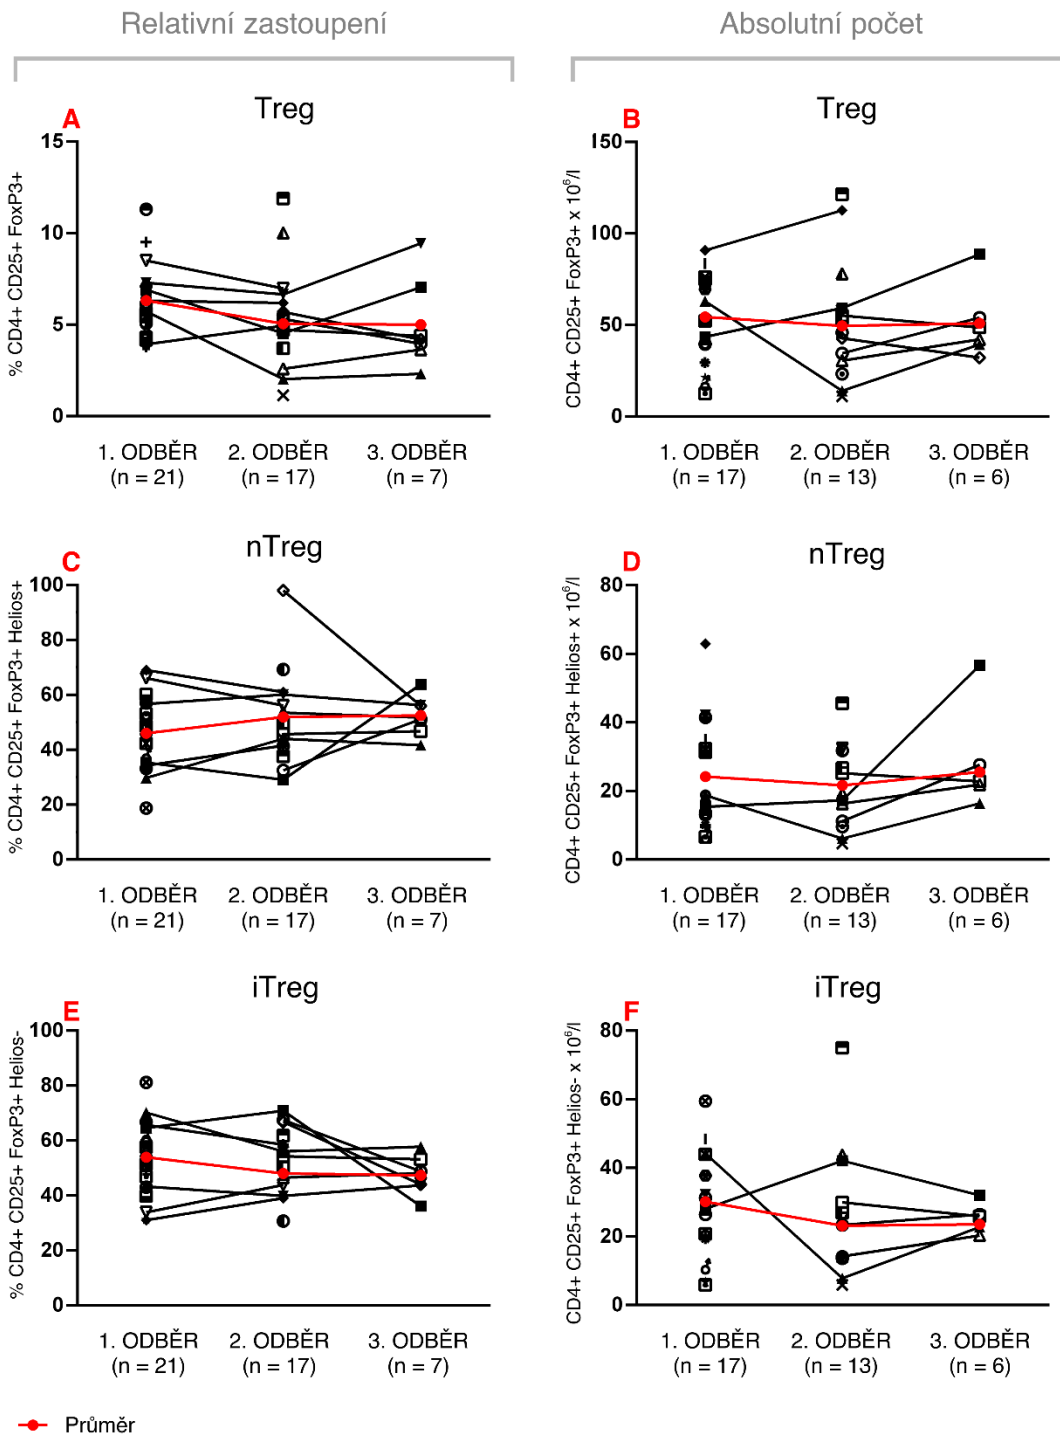 Relativní zastoupení
Absolutní počet
A
Treg
% CD4+ CD25+ FoxP3+
15
10
5
0
1. ODBĚR
(n = 21)
2. ODBĚR
(n = 17)
3. ODBĚR
(n = 7)
B
Treg
CD4+ CD25+ FoxP3+ x 10⁶/l
150
100
50
0
1. ODBĚR
(n = 17)
2. ODBĚR
(n = 13)
3. ODBĚR
(n = 6)
C
nTreg
% CD4+ CD25+ FoxP3+ Helios+
100
80
60
40
20
0
1. ODBĚR
(n = 21)
2. ODBĚR
(n = 17)
3. ODBĚR
(n = 7)
D
nTreg
CD4+ CD25+ FoxP3+ Helios+ x 10⁶/l
80
60
40
20
0
1. ODBĚR
(n = 17)
2. ODBĚR
(n = 13)
3. ODBĚR
(n = 6)
E
iTreg
% CD4+ CD25+ FoxP3+ Helios-
100
80
60
40
20
0
1. ODBĚR
(n = 21)
2. ODBĚR
(n = 17)
3. ODBĚR
(n = 7)
F
iTreg
CD4+ CD25+ FoxP3+ Helios- x 10⁶/l
80
60
40
20
0
1. ODBĚR
(n = 17)
2. ODBĚR
(n = 13)
3. ODBĚR
(n = 6)
Průměr